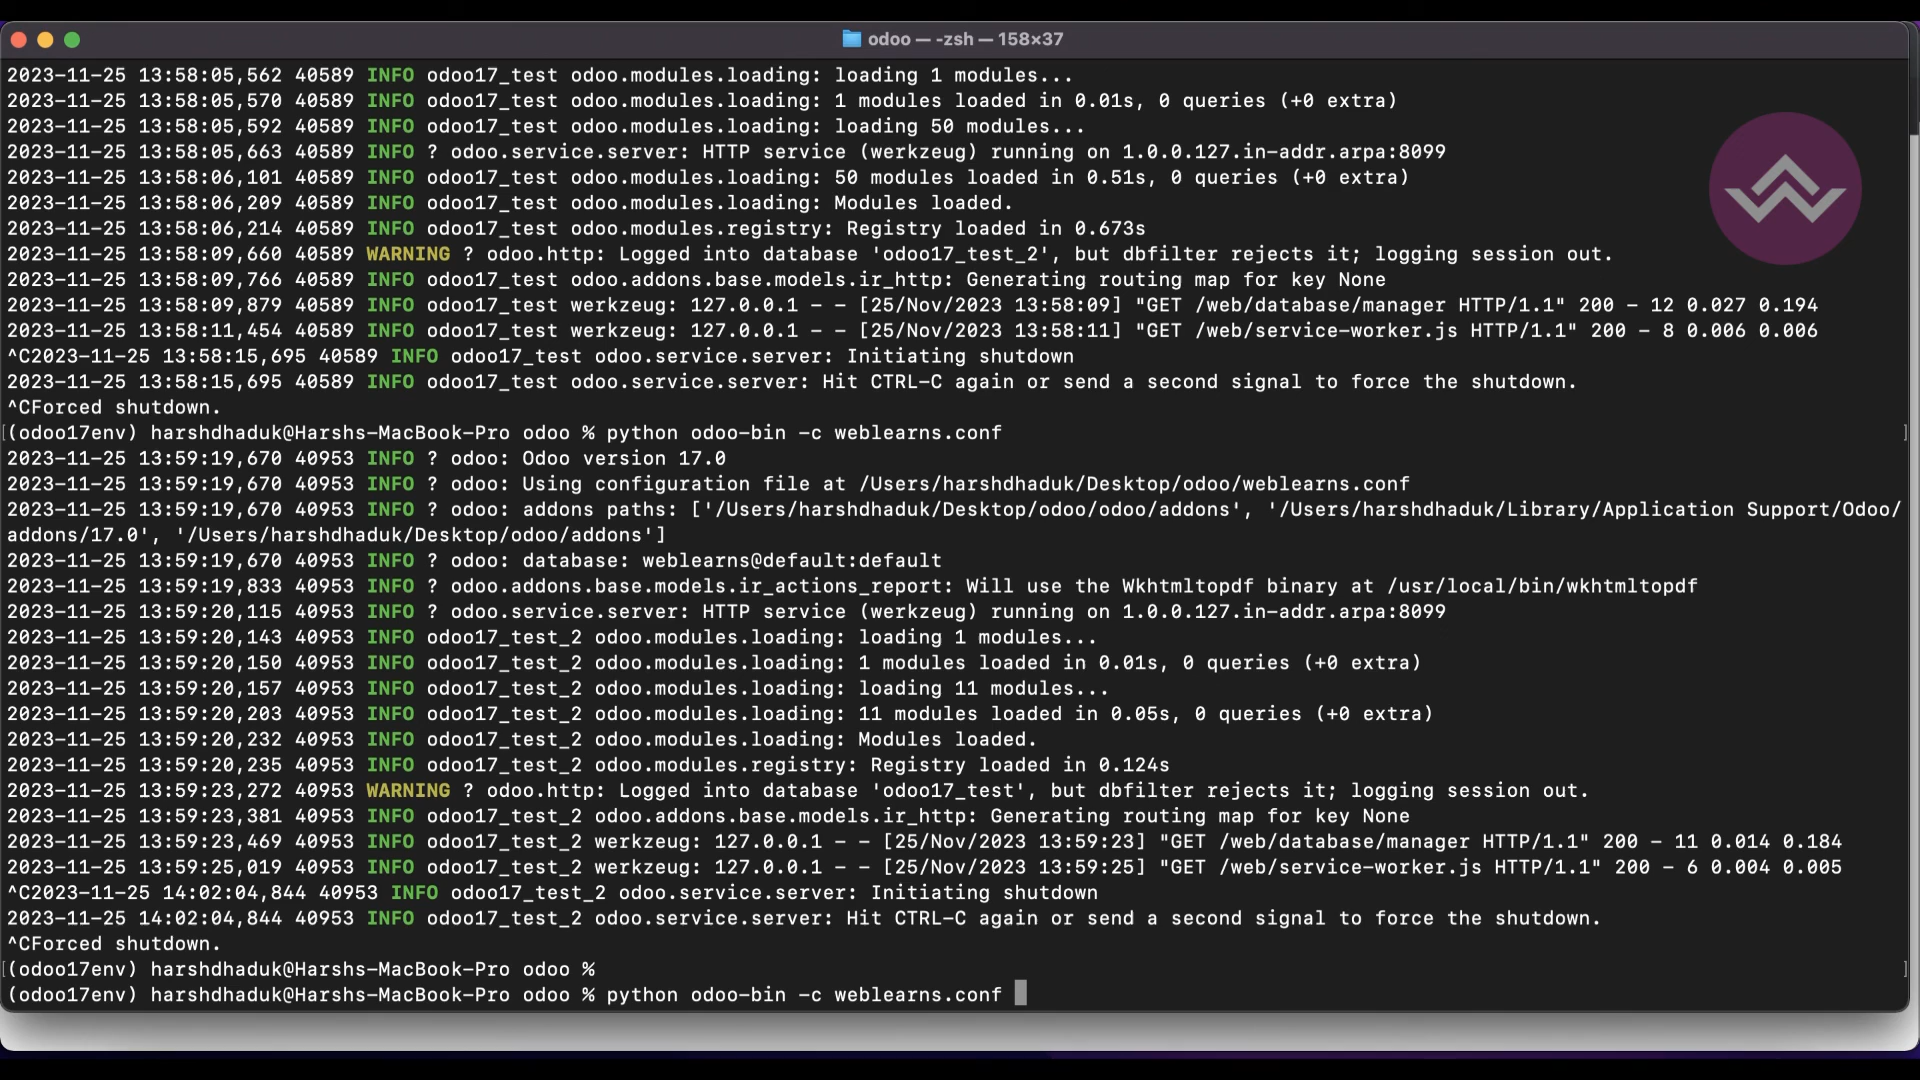 odoo — -zsh — 158×37
2023-11-25 13:58:05,562 40589 INFO odoo17_test odoo.modules.loading: loading 1 modules...
2023-11-25 13:58:05,570 40589 INFO odoo17_test odoo.modules.loading: 1 modules loaded in 0.01s, 0 queries (+0 extra)
2023-11-25 13:58:05,592 40589 INFO odoo17_test odoo.modules.loading: loading 50 modules...
2023-11-25 13:58:05,663 40589 INFO ? odoo.service.server: HTTP service (werkzeug) running on 1.0.0.127.in-addr.arpa:8099
2023-11-25 13:58:06,101 40589 INFO odoo17_test odoo.modules.loading: 50 modules loaded in 0.51s, 0 queries (+0 extra)
2023-11-25 13:58:06,209 40589 INFO odoo17_test odoo.modules.loading: Modules loaded.
2023-11-25 13:58:06,214 40589 INFO odoo17_test odoo.modules.registry: Registry loaded in 0.673s
2023-11-25 13:58:09,660 40589 WARNING ? odoo.http: Logged into database 'odoo17_test_2', but dbfilter rejects it; logging session out.
2023-11-25 13:58:09,766 40589 INFO odoo17_test odoo.addons.base.models.ir_http: Generating routing map for key None
2023-11-25 13:58:09,879 40589 INFO odoo17_test werkzeug: 127.0.0.1 - - [25/Nov/2023 13:58:09] "GET /web/database/manager HTTP/1.1" 200 - 12 0.027 0.194
2023-11-25 13:58:11,454 40589 INFO odoo17_test werkzeug: 127.0.0.1 - - [25/Nov/2023 13:58:11] "GET /web/service-worker.js HTTP/1.1" 200 - 8 0.006 0.006
^C2023-11-25 13:58:15,695 40589 INFO odoo17_test odoo.service.server: Initiating shutdown
2023-11-25 13:58:15,695 40589 INFO odoo17_test odoo.service.server: Hit CTRL-C again or send a second signal to force the shutdown.
^CForced shutdown.
[(odoo17env) harshdhaduk@Harshs-MacBook-Pro odoo % python odoo-bin -c weblearns.conf ]
2023-11-25 13:59:19,670 40953 INFO ? odoo: Odoo version 17.0
2023-11-25 13:59:19,670 40953 INFO ? odoo: Using configuration file at /Users/harshdhaduk/Desktop/odoo/weblearns.conf
2023-11-25 13:59:19,670 40953 INFO ? odoo: addons paths: ['/Users/harshdhaduk/Desktop/odoo/odoo/addons', '/Users/harshdhaduk/Library/Application Support/Odoo/
addons/17.0', '/Users/harshdhaduk/Desktop/odoo/addons']
2023-11-25 13:59:19,670 40953 INFO ? odoo: database: weblearns@default:default
2023-11-25 13:59:19,833 40953 INFO ? odoo.addons.base.models.ir_actions_report: Will use the Wkhtmltopdf binary at /usr/local/bin/wkhtmltopdf
2023-11-25 13:59:20,115 40953 INFO ? odoo.service.server: HTTP service (werkzeug) running on 1.0.0.127.in-addr.arpa:8099
2023-11-25 13:59:20,143 40953 INFO odoo17_test_2 odoo.modules.loading: loading 1 modules...
2023-11-25 13:59:20,150 40953 INFO odoo17_test_2 odoo.modules.loading: 1 modules loaded in 0.01s, 0 queries (+0 extra)
2023-11-25 13:59:20,157 40953 INFO odoo17_test_2 odoo.modules.loading: loading 11 modules...
2023-11-25 13:59:20,203 40953 INFO odoo17_test_2 odoo.modules.loading: 11 modules loaded in 0.05s, 0 queries (+0 extra)
2023-11-25 13:59:20,232 40953 INFO odoo17_test_2 odoo.modules.loading: Modules loaded.
2023-11-25 13:59:20,235 40953 INFO odoo17_test_2 odoo.modules.registry: Registry loaded in 0.124s
2023-11-25 13:59:23,272 40953 WARNING ? odoo.http: Logged into database 'odoo17_test', but dbfilter rejects it; logging session out.
2023-11-25 13:59:23,381 40953 INFO odoo17_test_2 odoo.addons.base.models.ir_http: Generating routing map for key None
2023-11-25 13:59:23,469 40953 INFO odoo17_test_2 werkzeug: 127.0.0.1 - - [25/Nov/2023 13:59:23] "GET /web/database/manager HTTP/1.1" 200 - 11 0.014 0.184
2023-11-25 13:59:25,019 40953 INFO odoo17_test_2 werkzeug: 127.0.0.1 - - [25/Nov/2023 13:59:25] "GET /web/service-worker.js HTTP/1.1" 200 - 6 0.004 0.005
^C2023-11-25 14:02:04,844 40953 INFO odoo17_test_2 odoo.service.server: Initiating shutdown
2023-11-25 14:02:04,844 40953 INFO odoo17_test_2 odoo.service.server: Hit CTRL-C again or send a second signal to force the shutdown.
^CForced shutdown.
[(odoo17env) harshdhaduk@Harshs-MacBook-Pro odoo % ]
(odoo17env) harshdhaduk@Harshs-MacBook-Pro odoo % python odoo-bin -c weblearns.conf